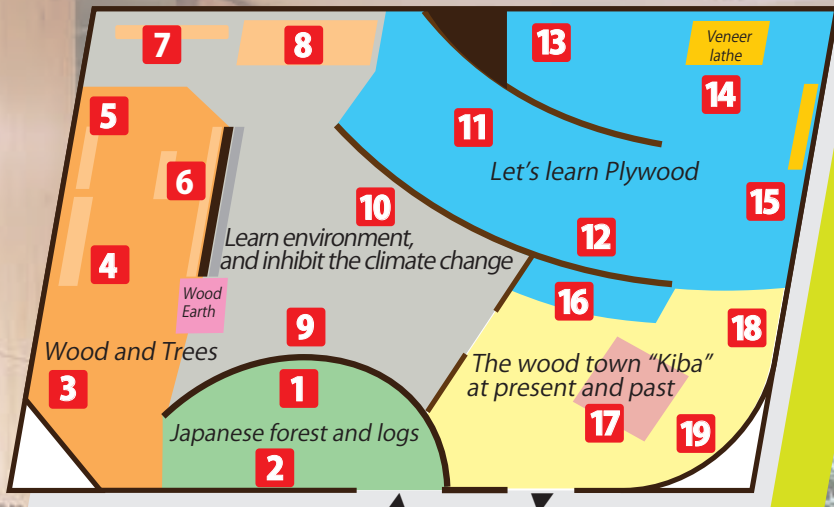 7
8
13
Veneer
lathe
14
5
11
6
Let's learn Plywood
15
10
12
Learn environment,
and inhibit the climate change
4
Wood
Earth
16
9
18
Wood and Trees
The wood town "Kiba"
at present and past
3
1
17
19
Japanese forest and logs
2